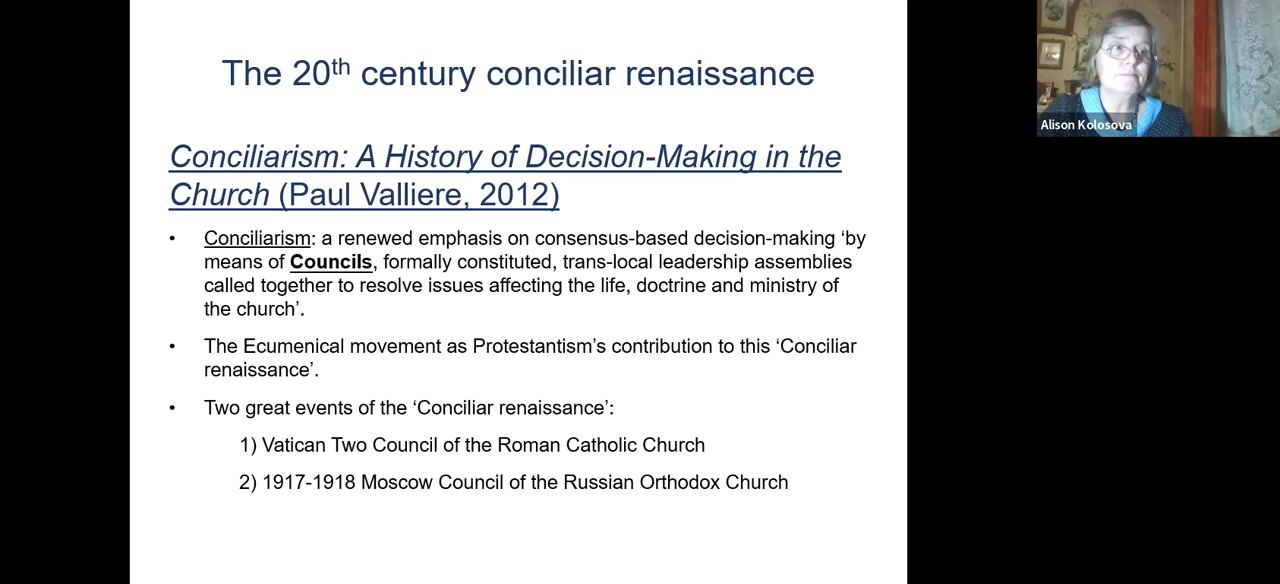 The 20th century conciliar renaissance
Conciliarism: A History of Decision-Making in the
Church (Paul Valliere, 2012)
• Conciliarism: a renewed emphasis on consensus-based decision-making ‘by
means of Councils, formally constituted, trans-local leadership assemblies
called together to resolve issues affecting the life, doctrine and ministry of
the church’.
• The Ecumenical movement as Protestantism’s contribution to this ‘Conciliar
renaissance’.
• Two great events of the ‘Conciliar renaissance’:
1) Vatican Two Council of the Roman Catholic Church
2) 1917-1918 Moscow Council of the Russian Orthodox Church
Alison Kolosova